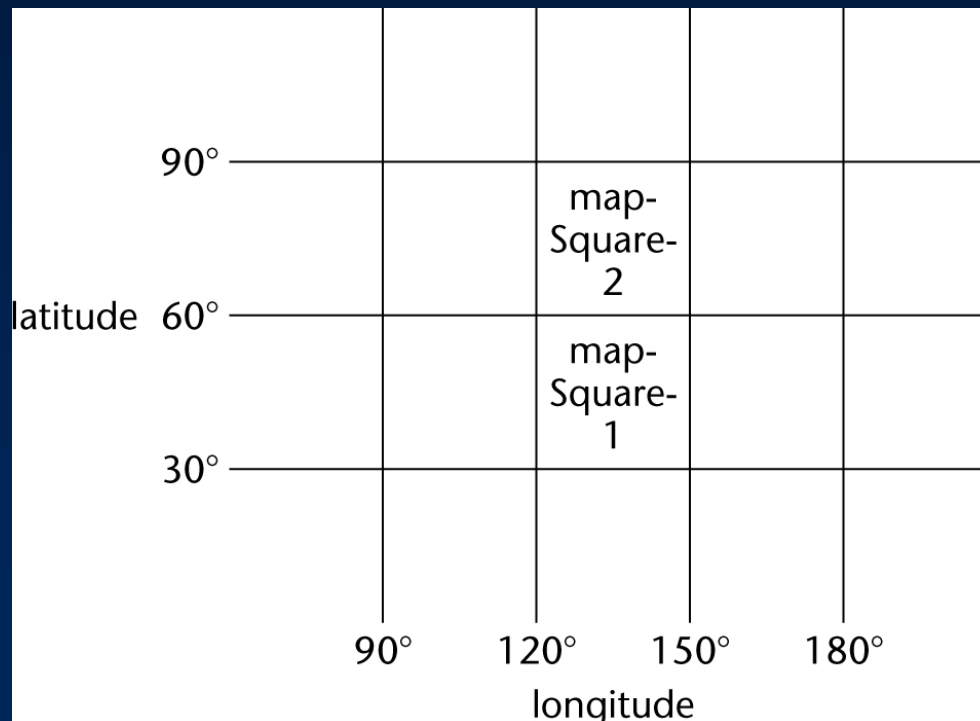 90°
map-
Square-
2
latitude 60°
map-
Square-
1
30°
90° 120° 150° 180°
longitude